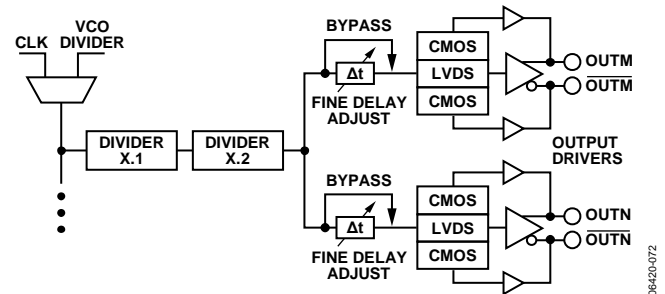 CLK
VCO
DIVIDER
DIVIDER
X.1
DIVIDER
X.2
BYPASS
Δt
FINE DELAY
ADJUST
CMOS
LVDS
CMOS
OUTM
OUTM
OUTPUT
DRIVERS
BYPASS
Δt
FINE DELAY
ADJUST
CMOS
LVDS
CMOS
OUTN
OUTN
06420-072